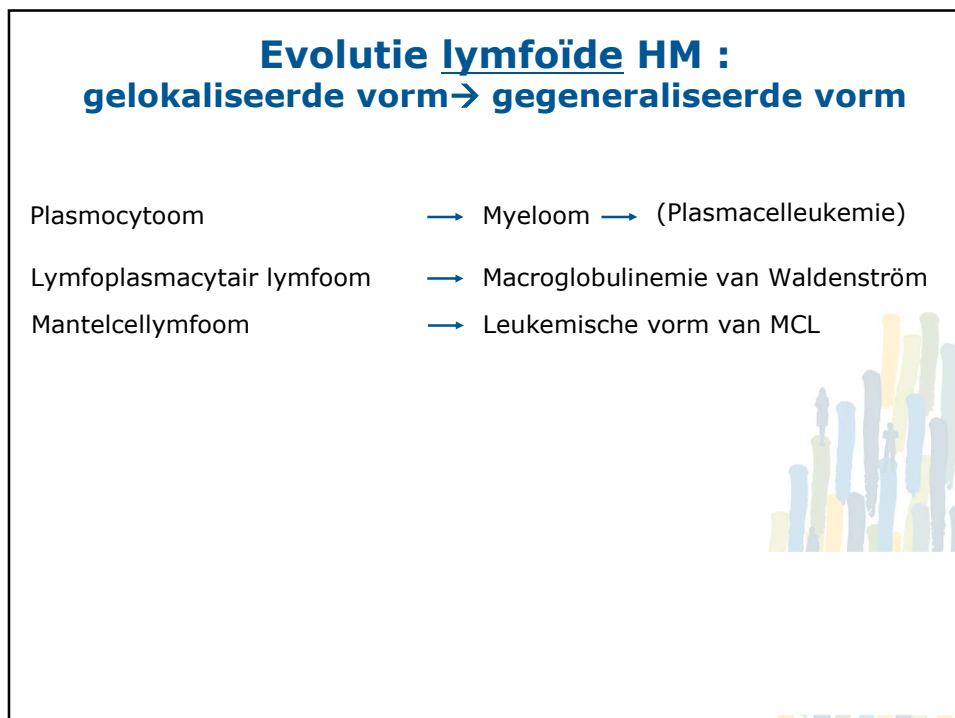 Evolutie lymfoïde HM :
gelokaliseerde vorm→ gegeneraliseerde vorm
Plasmocytoom → Myeloom → (Plasmacelleukemie)
Lymfoplasmacytair lymfoom → Macroglobulinemie van Waldenström
Mantelcellymfoom → Leukemische vorm van MCL